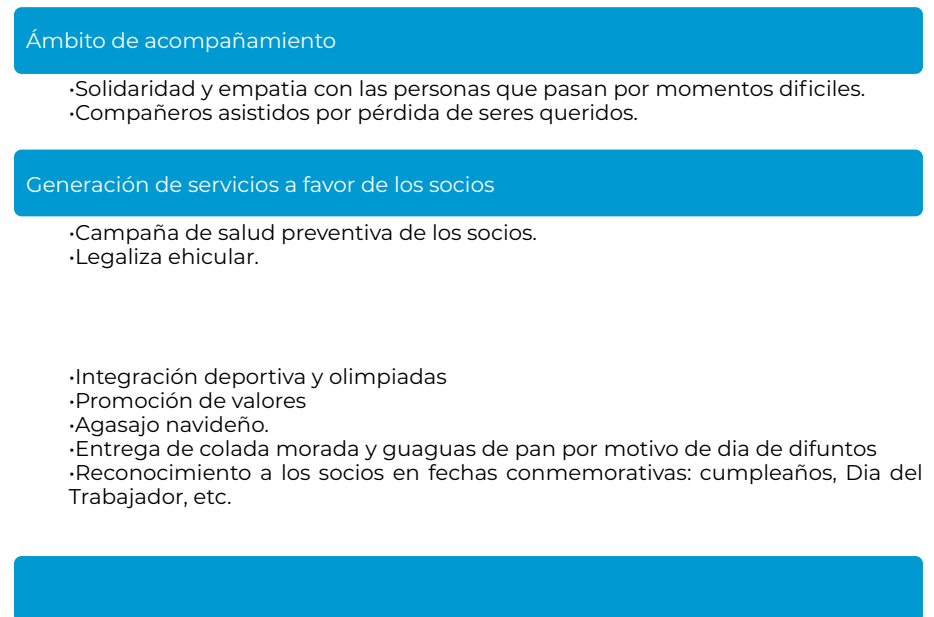 Ámbito de acompañamiento
•Solidaridad y empatia con las personas que pasan por momentos dificiles.
•Compañeros asistidos por pérdida de seres queridos.
Generación de servicios a favor de los socios
•Campaña de salud preventiva de los socios.
•Legaliza ehicular.
•Integración deportiva y olimpiadas
•Promoción de valores
•Agasajo navideño.
•Entrega de colada morada y guaguas de pan por motivo de dia de difuntos
•Reconocimiento a los socios en fechas conmemorativas: cumpleaños, Dia del
Trabajador, etc.